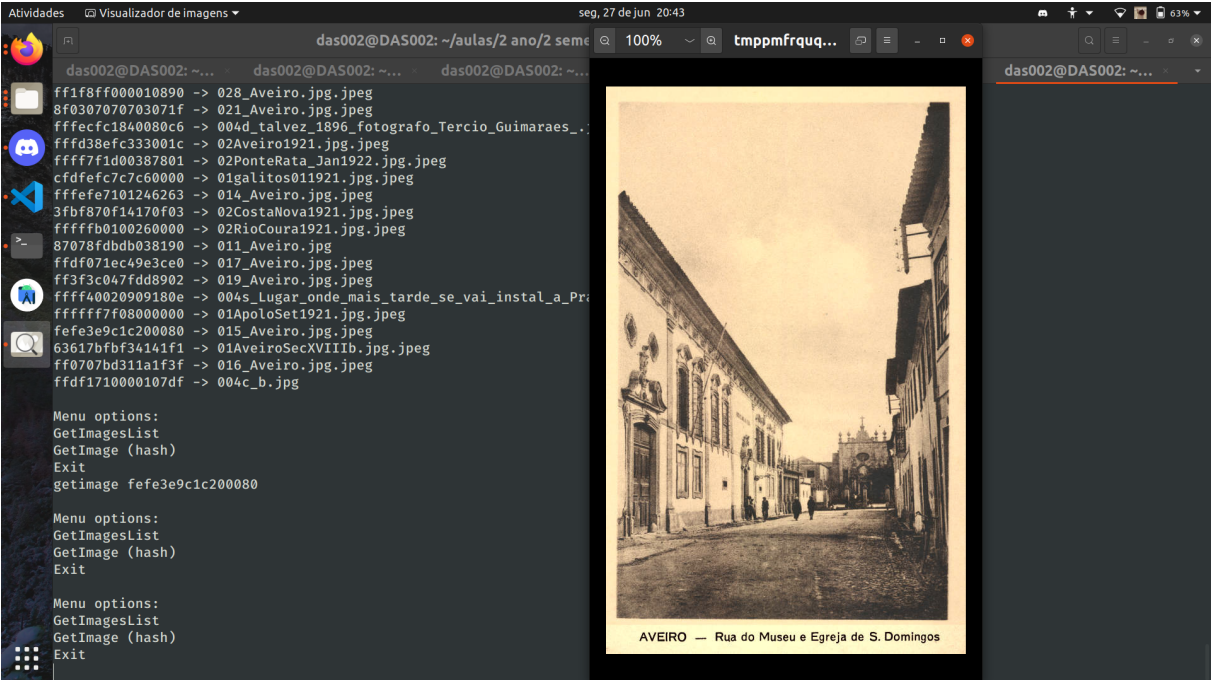 Atividades
Visualizador de imagens
seg, 27 de jun 20:43
63%
das002@DAS002: ~/aulas/2 ano/2 seme
100%
tmppmfrquq...
das002@DAS002: ~...
das002@DAS002: ~...
das002@DAS002: ~...
das002@DAS002: ~...
ff1f8ff000010890 -> 028_Aveiro.jpg.jpeg
8f0307070703071f -> 021_Aveiro.jpg.jpeg
fffecfc1840080c6 -> 004d_talvez_1896_fotografo_Tercio_Guimaraes_.j
fffd38efc333001c -> 02Aveiro1921.jpg.jpeg
ffff7f1d00387801 -> 02PonteRata_Jan1922.jpg.jpeg
cfdfefc7c7c60000 -> 01galitos011921.jpg.jpeg
fffefe7101246263 -> 014_Aveiro.jpg.jpeg
3fbf870f14170f03 -> 02CostaNova1921.jpg.jpeg
fffffb0100260000 -> 02RioCoura1921.jpg.jpeg
87078fdbdb038190 -> 011_Aveiro.jpg
ffdf071ec49e3ce0 -> 017_Aveiro.jpg.jpeg
ff3f3c047fdd8902 -> 019_Aveiro.jpg.jpeg
ffff40020909180e -> 004s_Lugar_onde_mais_tarde_se_vai_instal_a_Pra
ffffff7f08000000 -> 01ApoloSet1921.jpg.jpeg
fefe3e9c1c200080 -> 015_Aveiro.jpg.jpeg
63617bfbf34141f1 -> 01AveiroSecXVIIIb.jpg.jpeg
ff0707bd311a1f3f -> 016_Aveiro.jpg.jpeg
ffdf1710000107df -> 004c_b.jpg
Menu options:
GetImagesList
GetImage (hash)
Exit
getimage fefe3e9c1c200080
Menu options:
GetImagesList
GetImage (hash)
Exit
Menu options:
GetImagesList
GetImage (hash)
Exit
AVEIRO — Rua do Museu e Egreja de S. Domingos